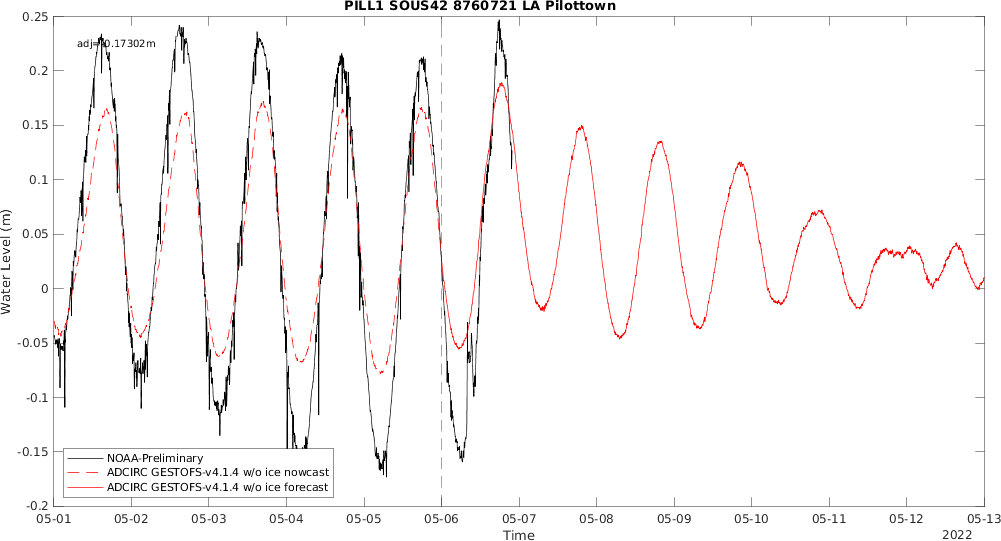 PILL1 SOUS42 8760721 LA Pilottown
0.25
adj=-0.17302m
0.2
0.15
0.1
0.05
0
-0.05
-0.1
-0.15
-0.2
Water Level (m)
NOAA-Preliminary
ADCIRC GESTOFS-v4.1.4 w/o ice nowcast
ADCIRC GESTOFS-v4.1.4 w/o ice forecast
05-01 05-02 05-03 05-04 05-05 05-06 05-07 05-08 05-09 05-10 05-11 05-12 05-13
Time
2022